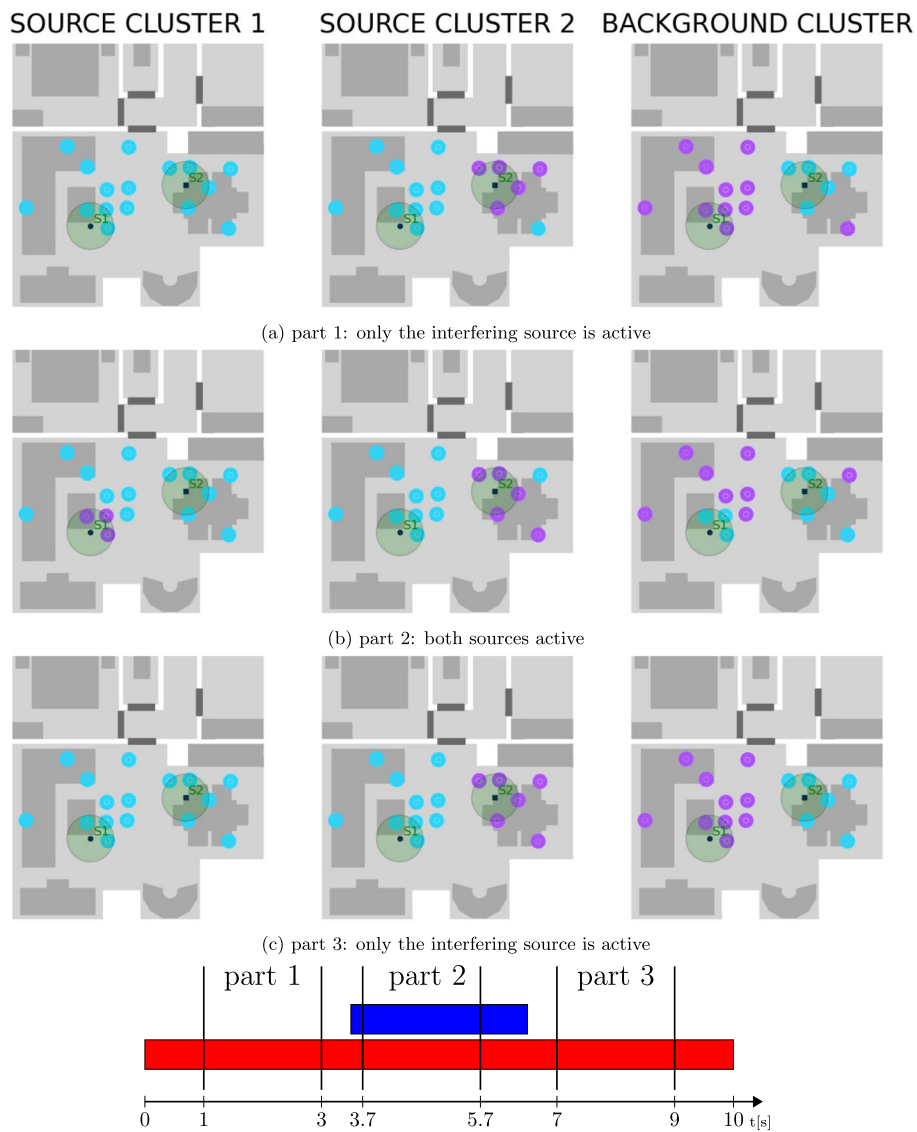 SOURCE CLUSTER 1 SOURCE CLUSTER 2 BACKGROUND CLUSTER
S2 S2 S2
S1 S1 S1
(a) part 1: only the interfering source is active
S2 S2 S2
S1 S1 S1
(b) part 2: both sources active
S2 S2 S2
S1 S1 S1
(c) part 3: only the interfering source is active
part 1 part 2 part 3
0 1 3 3.7 5.7 7 9 10 t[s]